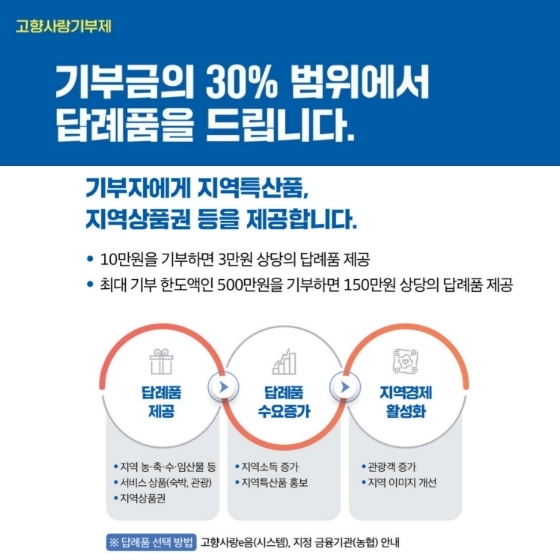 고향사랑기부제
기부금의 30% 범위에서
답례품을 드립니다.
기부자에게 지역특산품,
지역상품권 등을 제공합니다.
• 10만원을 기부하면 3만원 상당의 답례품 제공
• 최대 기부 한도액인 500만원을 기부하면 150만원 상당의 답례품 제공
답례품
제공
• 지역 농·축·수·임산물 등
• 서비스 상품(숙박, 관광)
• 지역상품권
답례품
수요증가
• 지역소득 증가
• 지역특산품 홍보
지역경제
활성화
• 관광객 증가
• 지역 이미지 개선
※ 답례품 선택 방법 고향사랑e음(시스템), 지정 금융기관(농협) 안내